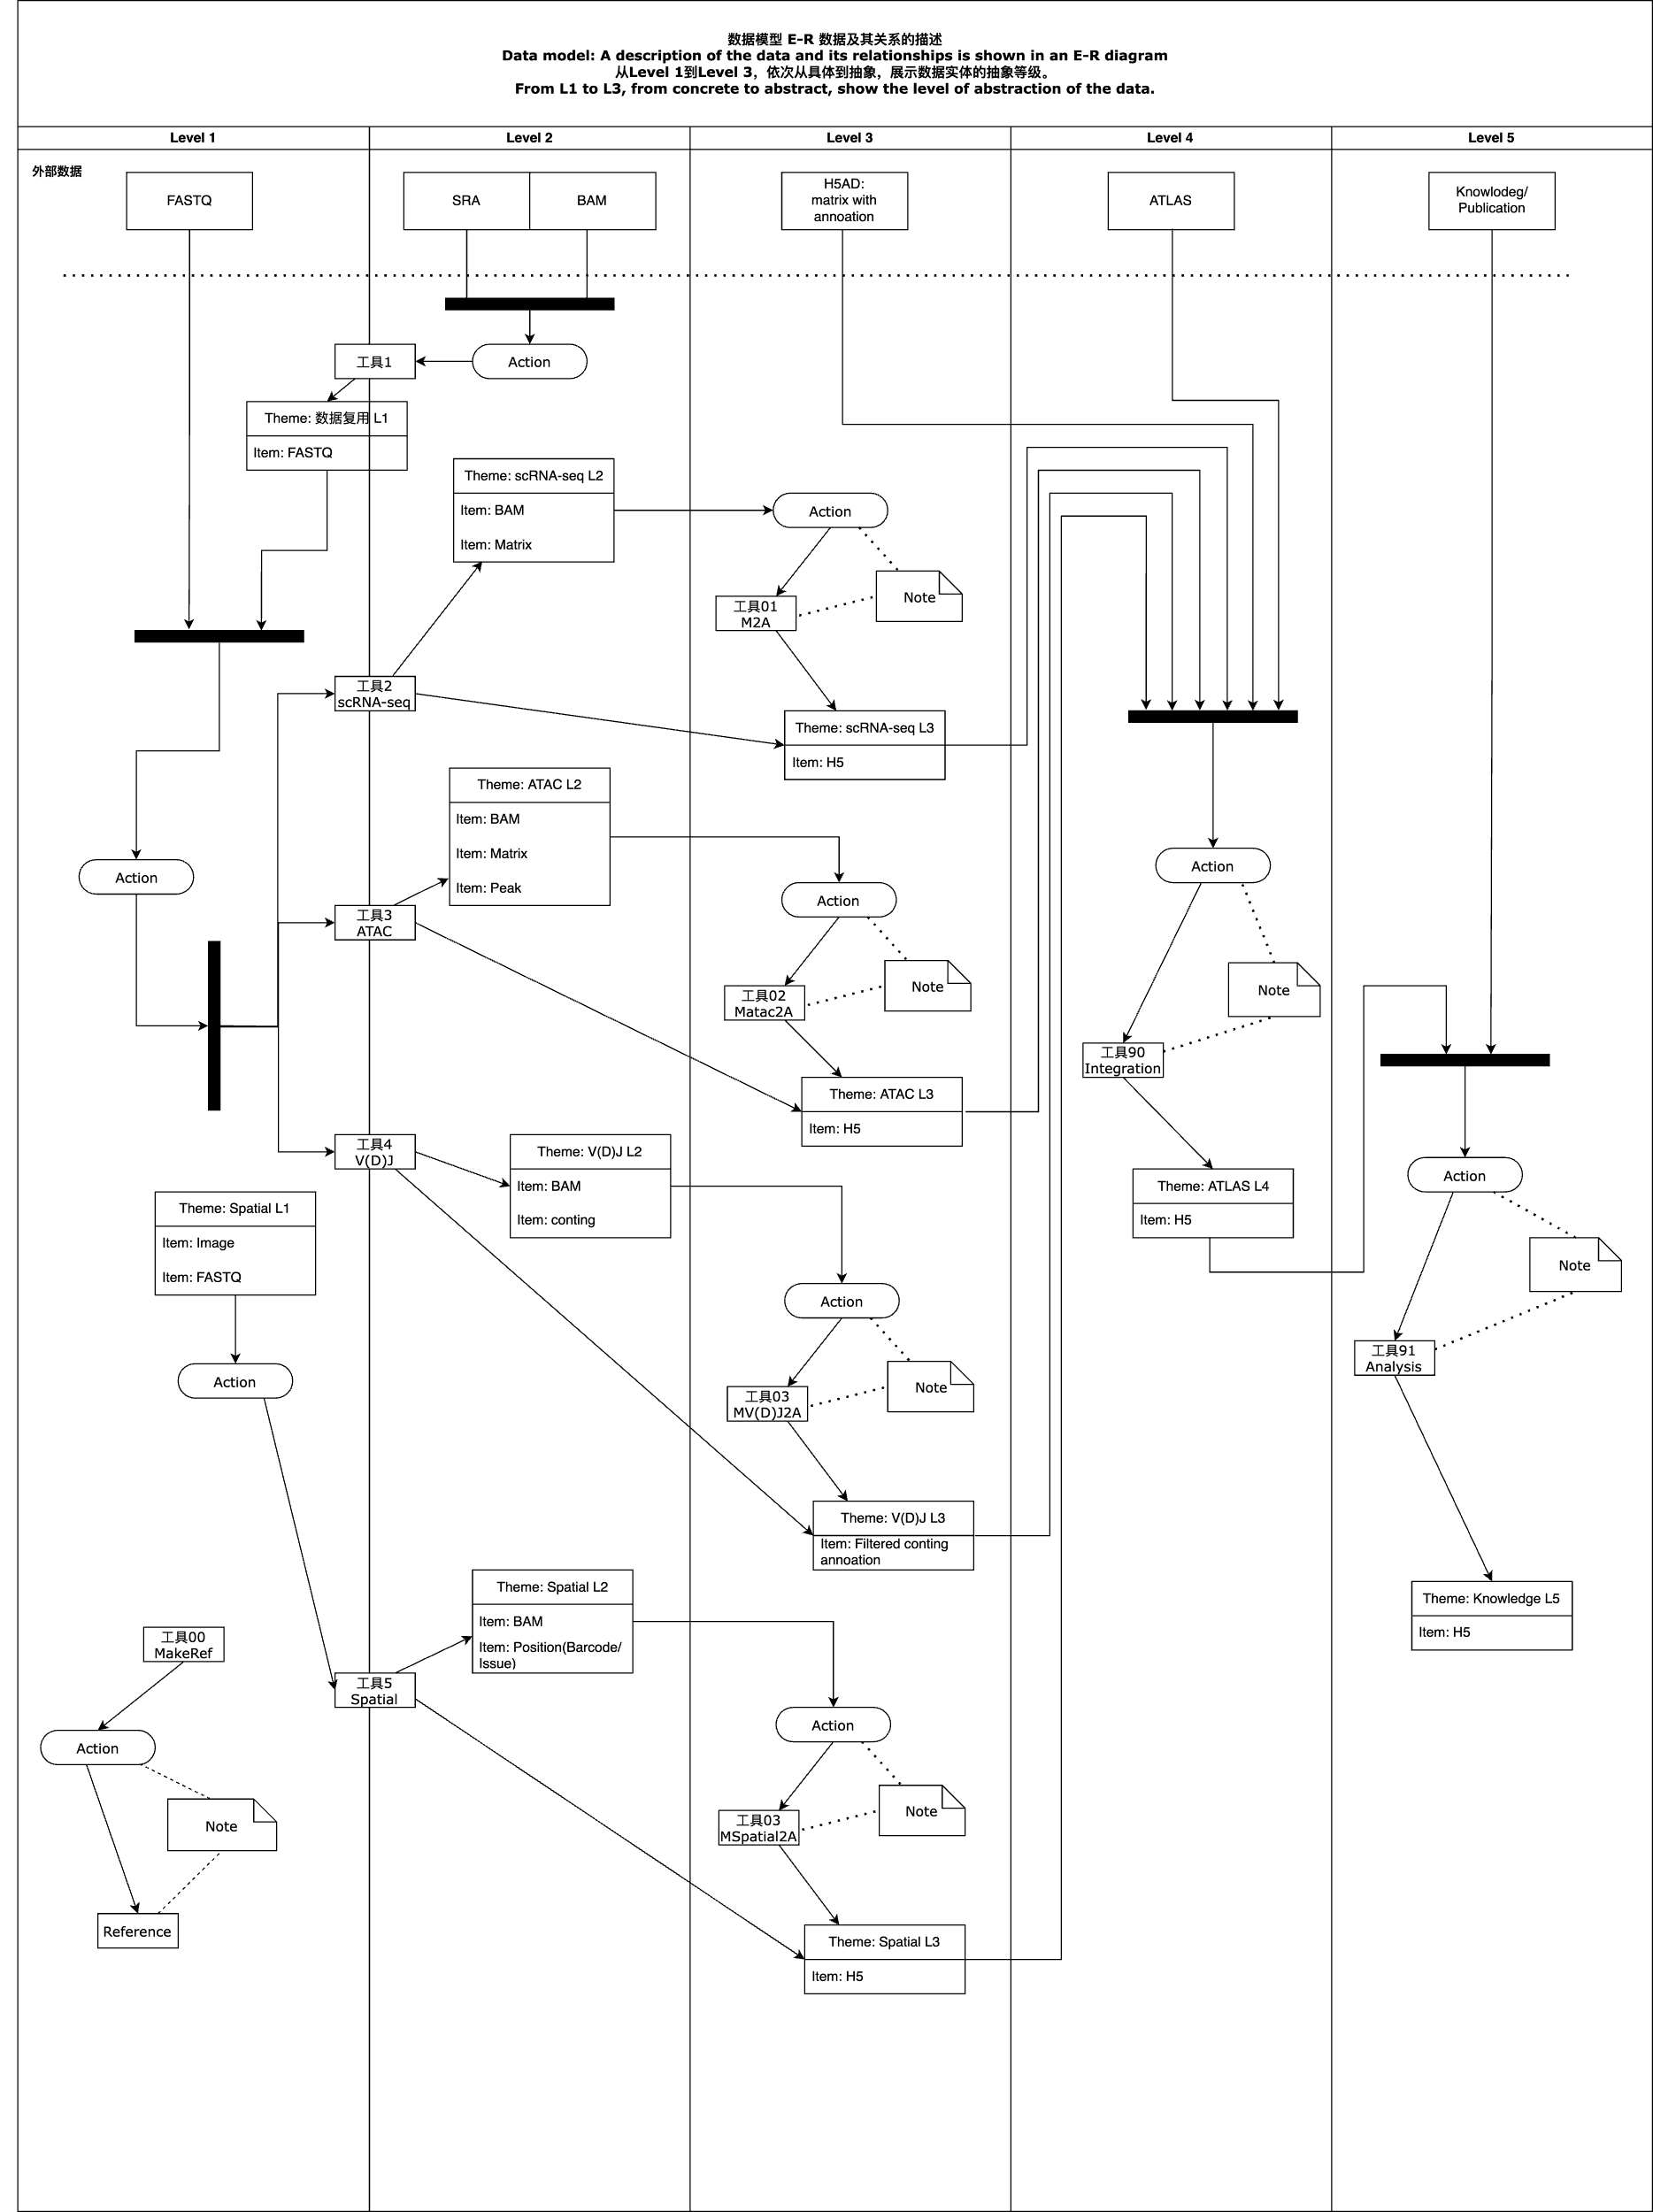 数据模型 E-R 数据及其关系的描述
Data model: A description of the data and its relationships is shown in an E-R diagram
从Level 1到Level 3，依次从具体到抽象，展示数据实体的抽象等级。
From L1 to L3, from concrete to abstract, show the level of abstraction of the data.
Level 1
Level 2
Level 3
Level 4
Level 5
外部数据
FASTQ
SRA
BAM
H5AD:
matrix with
annoation
ATLAS
Knowlodeg/
Publication
工具1
Action
Theme: 数据复用 L1
Item: FASTQ
Theme: scRNA-seq L2
Item: BAM
Item: Matrix
Action
Note
工具01
M2A
工具2
scRNA-seq
Theme: scRNA-seq L3
Item: H5
Theme: ATAC L2
Item: BAM
Item: Matrix
Item: Peak
Action
Action
Action
Note
工具3
ATAC
工具02
Matac2A
Note
工具90
Integration
Theme: ATAC L3
Item: H5
工具4
V(D)J
Theme: V(D)J L2
Item: BAM
Item: conting
Theme: ATLAS L4
Item: H5
Action
Theme: Spatial L1
Item: Image
Item: FASTQ
Note
Action
工具91
Analysis
Action
Note
工具03
MV(D)J2A
Theme: V(D)J L3
Item: Filtered conting
annoation
Theme: Spatial L2
Item: BAM
Item: Position(Barcode/
Issue)
Theme: Knowledge L5
Item: H5
工具00
MakeRef
工具5
Spatial
Action
Action
Note
Note
工具03
MSpatial2A
Reference
Theme: Spatial L3
Item: H5